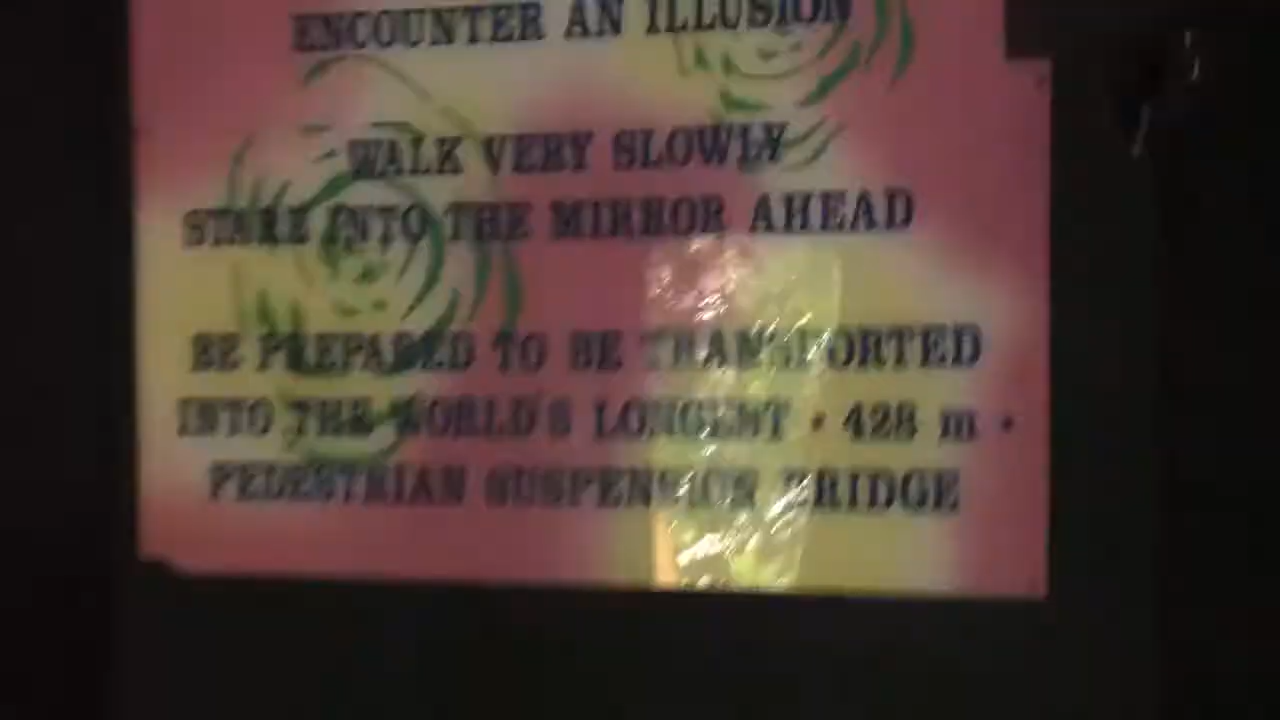 ENCOUNTER AN ILLUSION
WALK VERY SLOWLY
STARE INTO THE MIRROR AHEAD
BE PREPARED TO BE TRANSPORTED
INTO THE WORLD'S LONGEST • 428 m •
PEDESTRIAN SUSPENSION BRIDGE